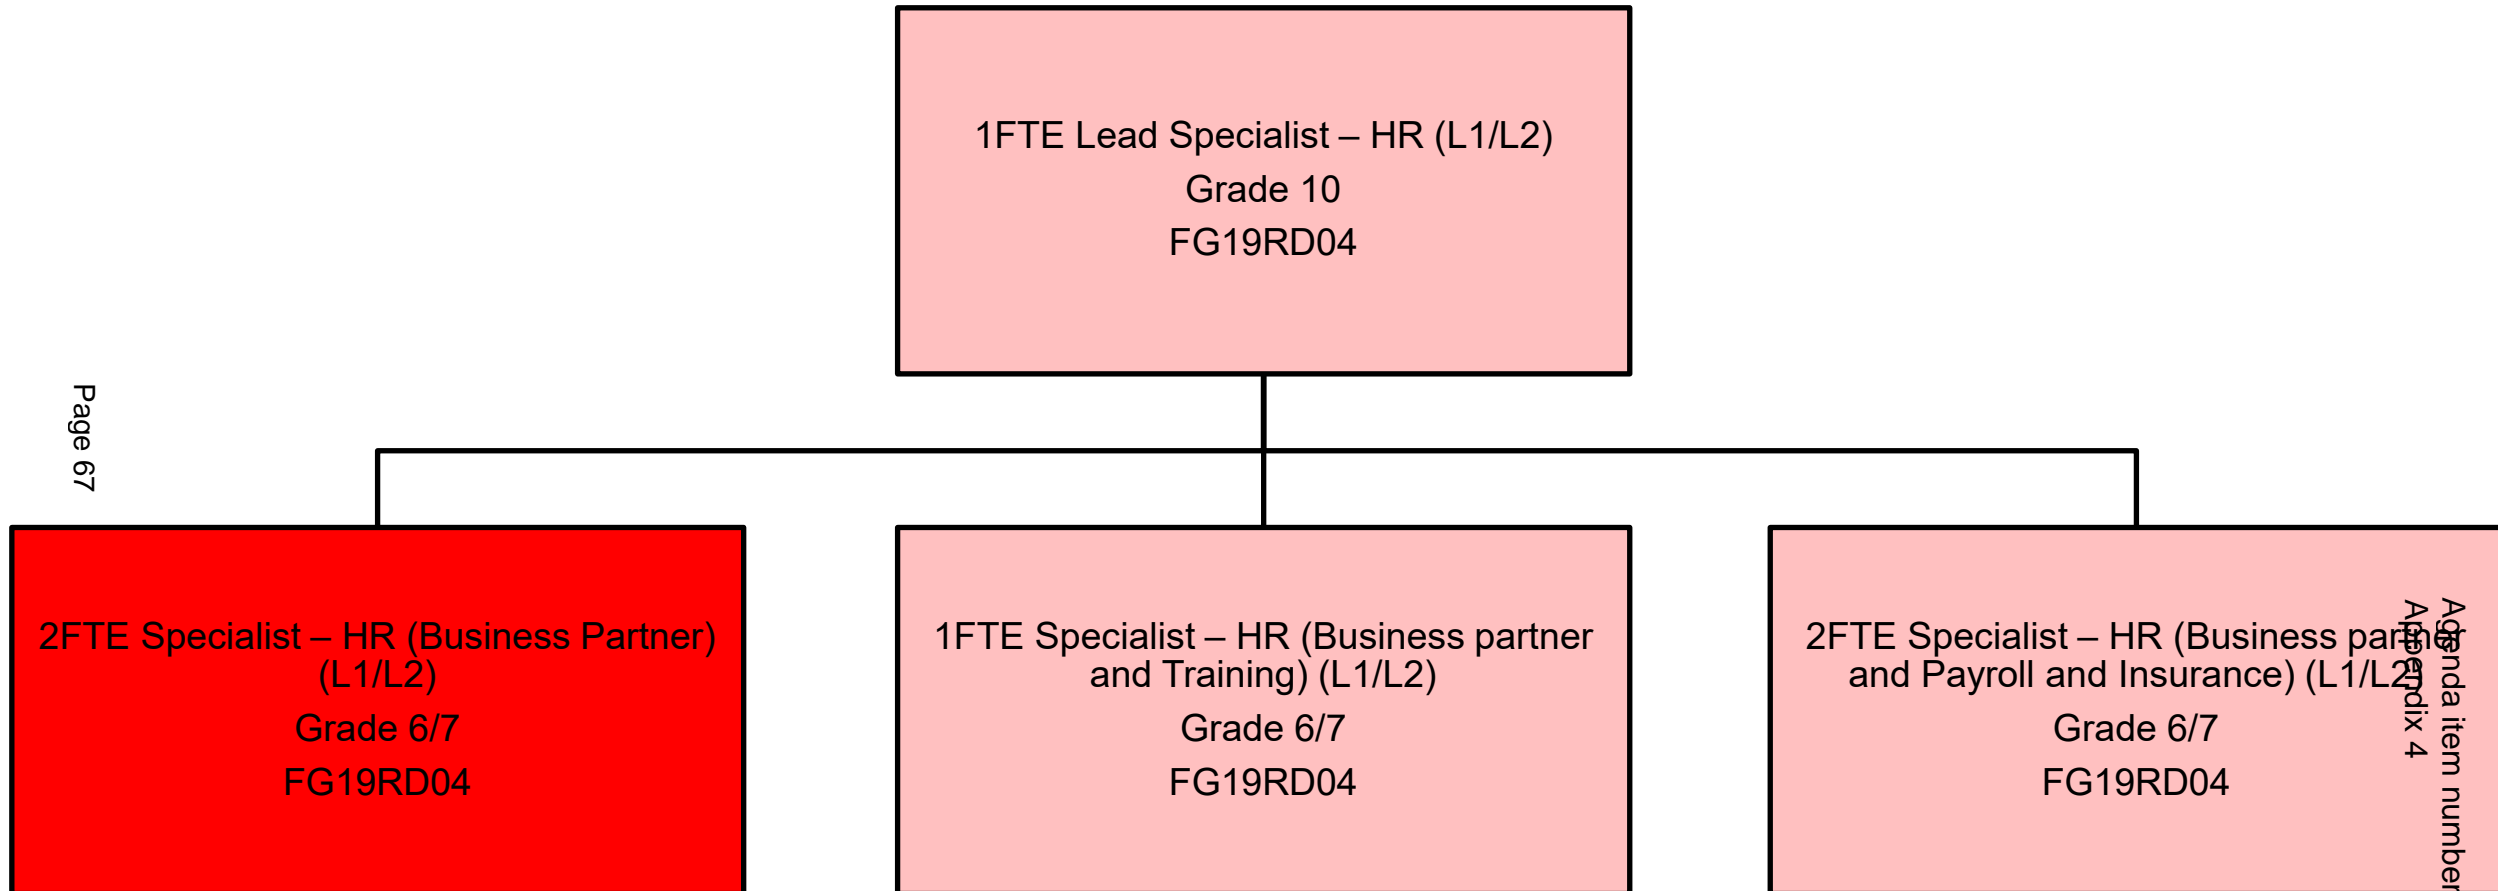 1FTE Lead Specialist – HR (L1/L2)
Grade 10
FG19RD04
Page 67
2FTE Specialist – HR (Business Partner)
(L1/L2)
Grade 6/7
FG19RD04
1FTE Specialist – HR (Business partner
and Training) (L1/L2)
Grade 6/7
FG19RD04
2FTE Specialist – HR (Business partner
and Payroll and Insurance) (L1/L2)
Grade 6/7
FG19RD04
Agenda item number
Appendix 4